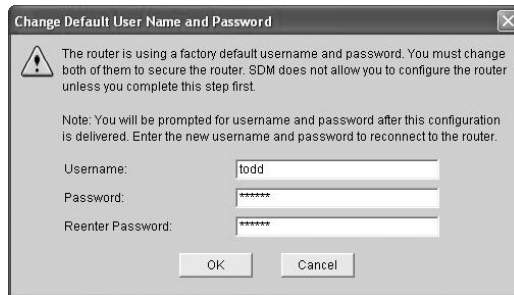 Change Default User Name and Password
The router is using a factory default username and password. You must change
both of them to secure the router. SDM does not allow you to configure the router
unless you complete this step first.
Note: You will be prompted for username and password after this configuration
is delivered. Enter the new username and password to reconnect to the router.
Username: todd
Password: ******
Reenter Password: ******
OK Cancel